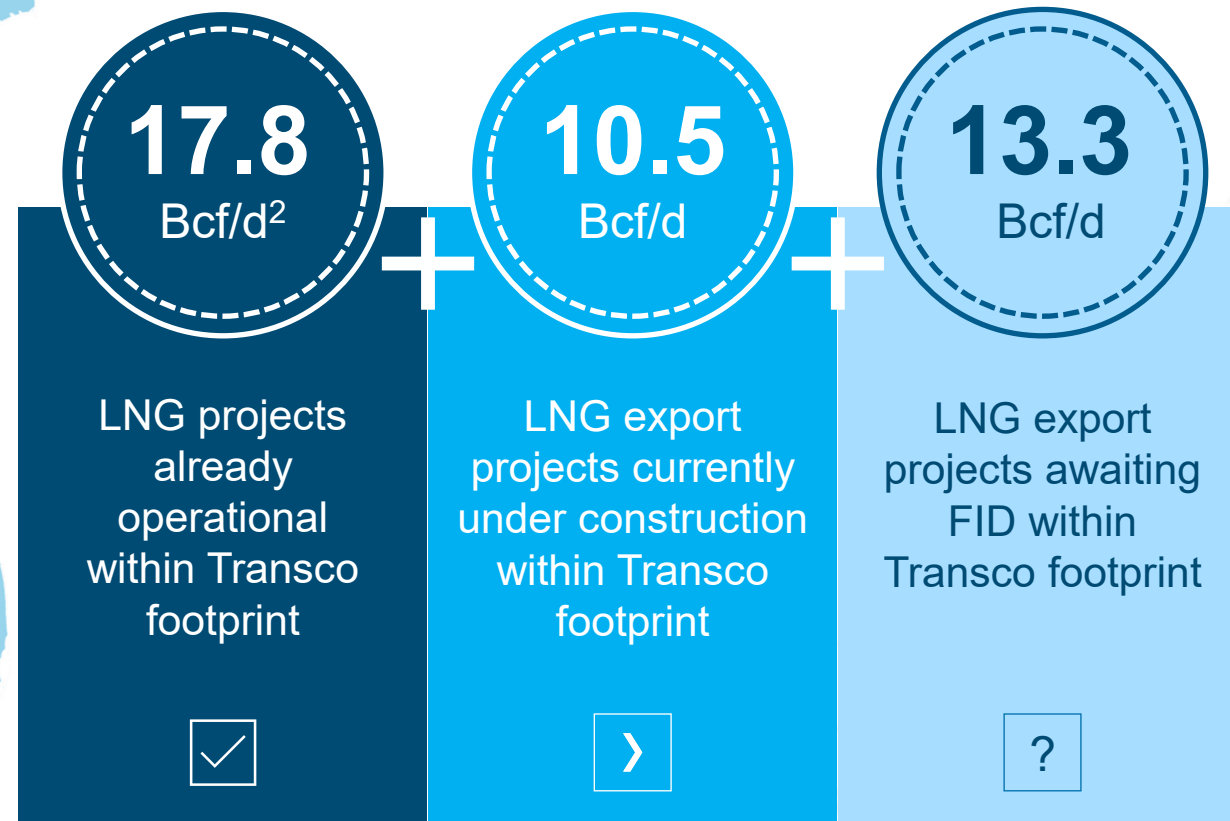 17.8
Bcf/d²
LNG projects
already
operational
within Transco
footprint
+
10.5
Bcf/d
LNG export
projects currently
under construction
within Transco
footprint
❯
+
13.3
Bcf/d
LNG export
projects awaiting
FID within
Transco footprint
?